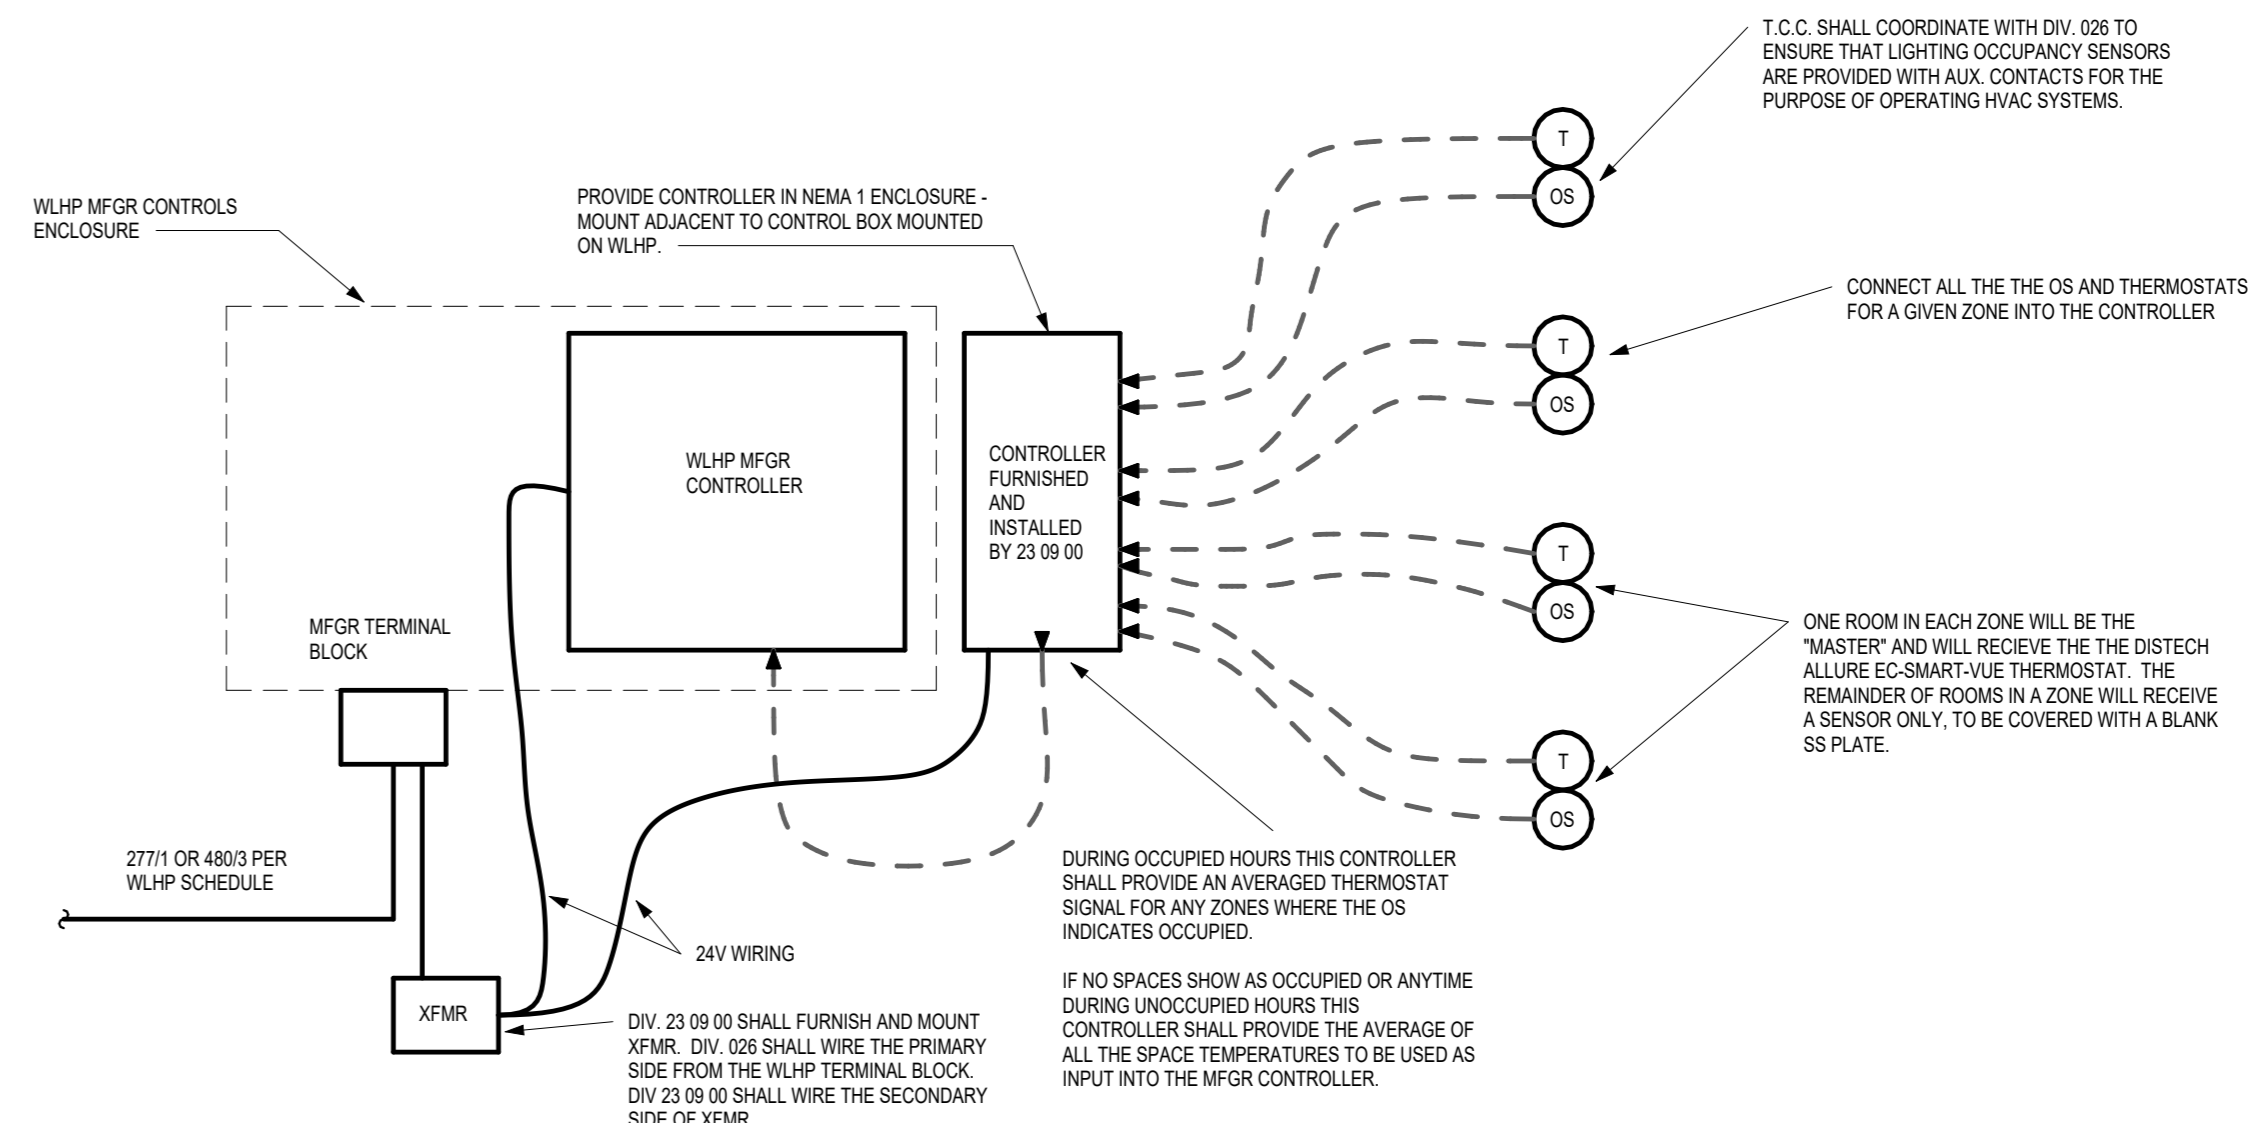 T.C.C. SHALL COORDINATE WITH DIV. 026 TO
ENSURE THAT LIGHTING OCCUPANCY SENSORS
ARE PROVIDED WITH AUX. CONTACTS FOR THE
PURPOSE OF OPERATING HVAC SYSTEMS.
T
OS
WLHP MFGR CONTROLS
ENCLOSURE
PROVIDE CONTROLLER IN NEMA 1 ENCLOSURE -
MOUNT ADJACENT TO CONTROL BOX MOUNTED
ON WLHP.
CONNECT ALL THE THE OS AND THERMOSTATS
FOR A GIVEN ZONE INTO THE CONTROLLER
T
OS
WLHP MFGR
CONTROLLER
CONTROLLER
FURNISHED
AND
INSTALLED
BY 23 09 00
T
OS
MFGR TERMINAL
BLOCK
ONE ROOM IN EACH ZONE WILL BE THE
"MASTER" AND WILL RECIEVE THE THE DISTECH
ALLURE EC-SMART-VUE THERMOSTAT. THE
REMAINDER OF ROOMS IN A ZONE WILL RECEIVE
A SENSOR ONLY, TO BE COVERED WITH A BLANK
SS PLATE.
T
OS
277/1 OR 480/3 PER
WLHP SCHEDULE
24V WIRING
DURING OCCUPIED HOURS THIS CONTROLLER
SHALL PROVIDE AN AVERAGED THERMOSTAT
SIGNAL FOR ANY ZONES WHERE THE OS
INDICATES OCCUPIED.
IF NO SPACES SHOW AS OCCUPIED OR ANYTIME
DURING UNOCCUPIED HOURS THIS
CONTROLLER SHALL PROVIDE THE AVERAGE OF
ALL THE SPACE TEMPERATURES TO BE USED AS
INPUT INTO THE MFGR CONTROLLER.
XFMR
DIV. 23 09 00 SHALL FURNISH AND MOUNT
XFMR. DIV. 026 SHALL WIRE THE PRIMARY
SIDE FROM THE WLHP TERMINAL BLOCK.
DIV 23 09 00 SHALL WIRE THE SECONDARY
SIDE OF XFMR